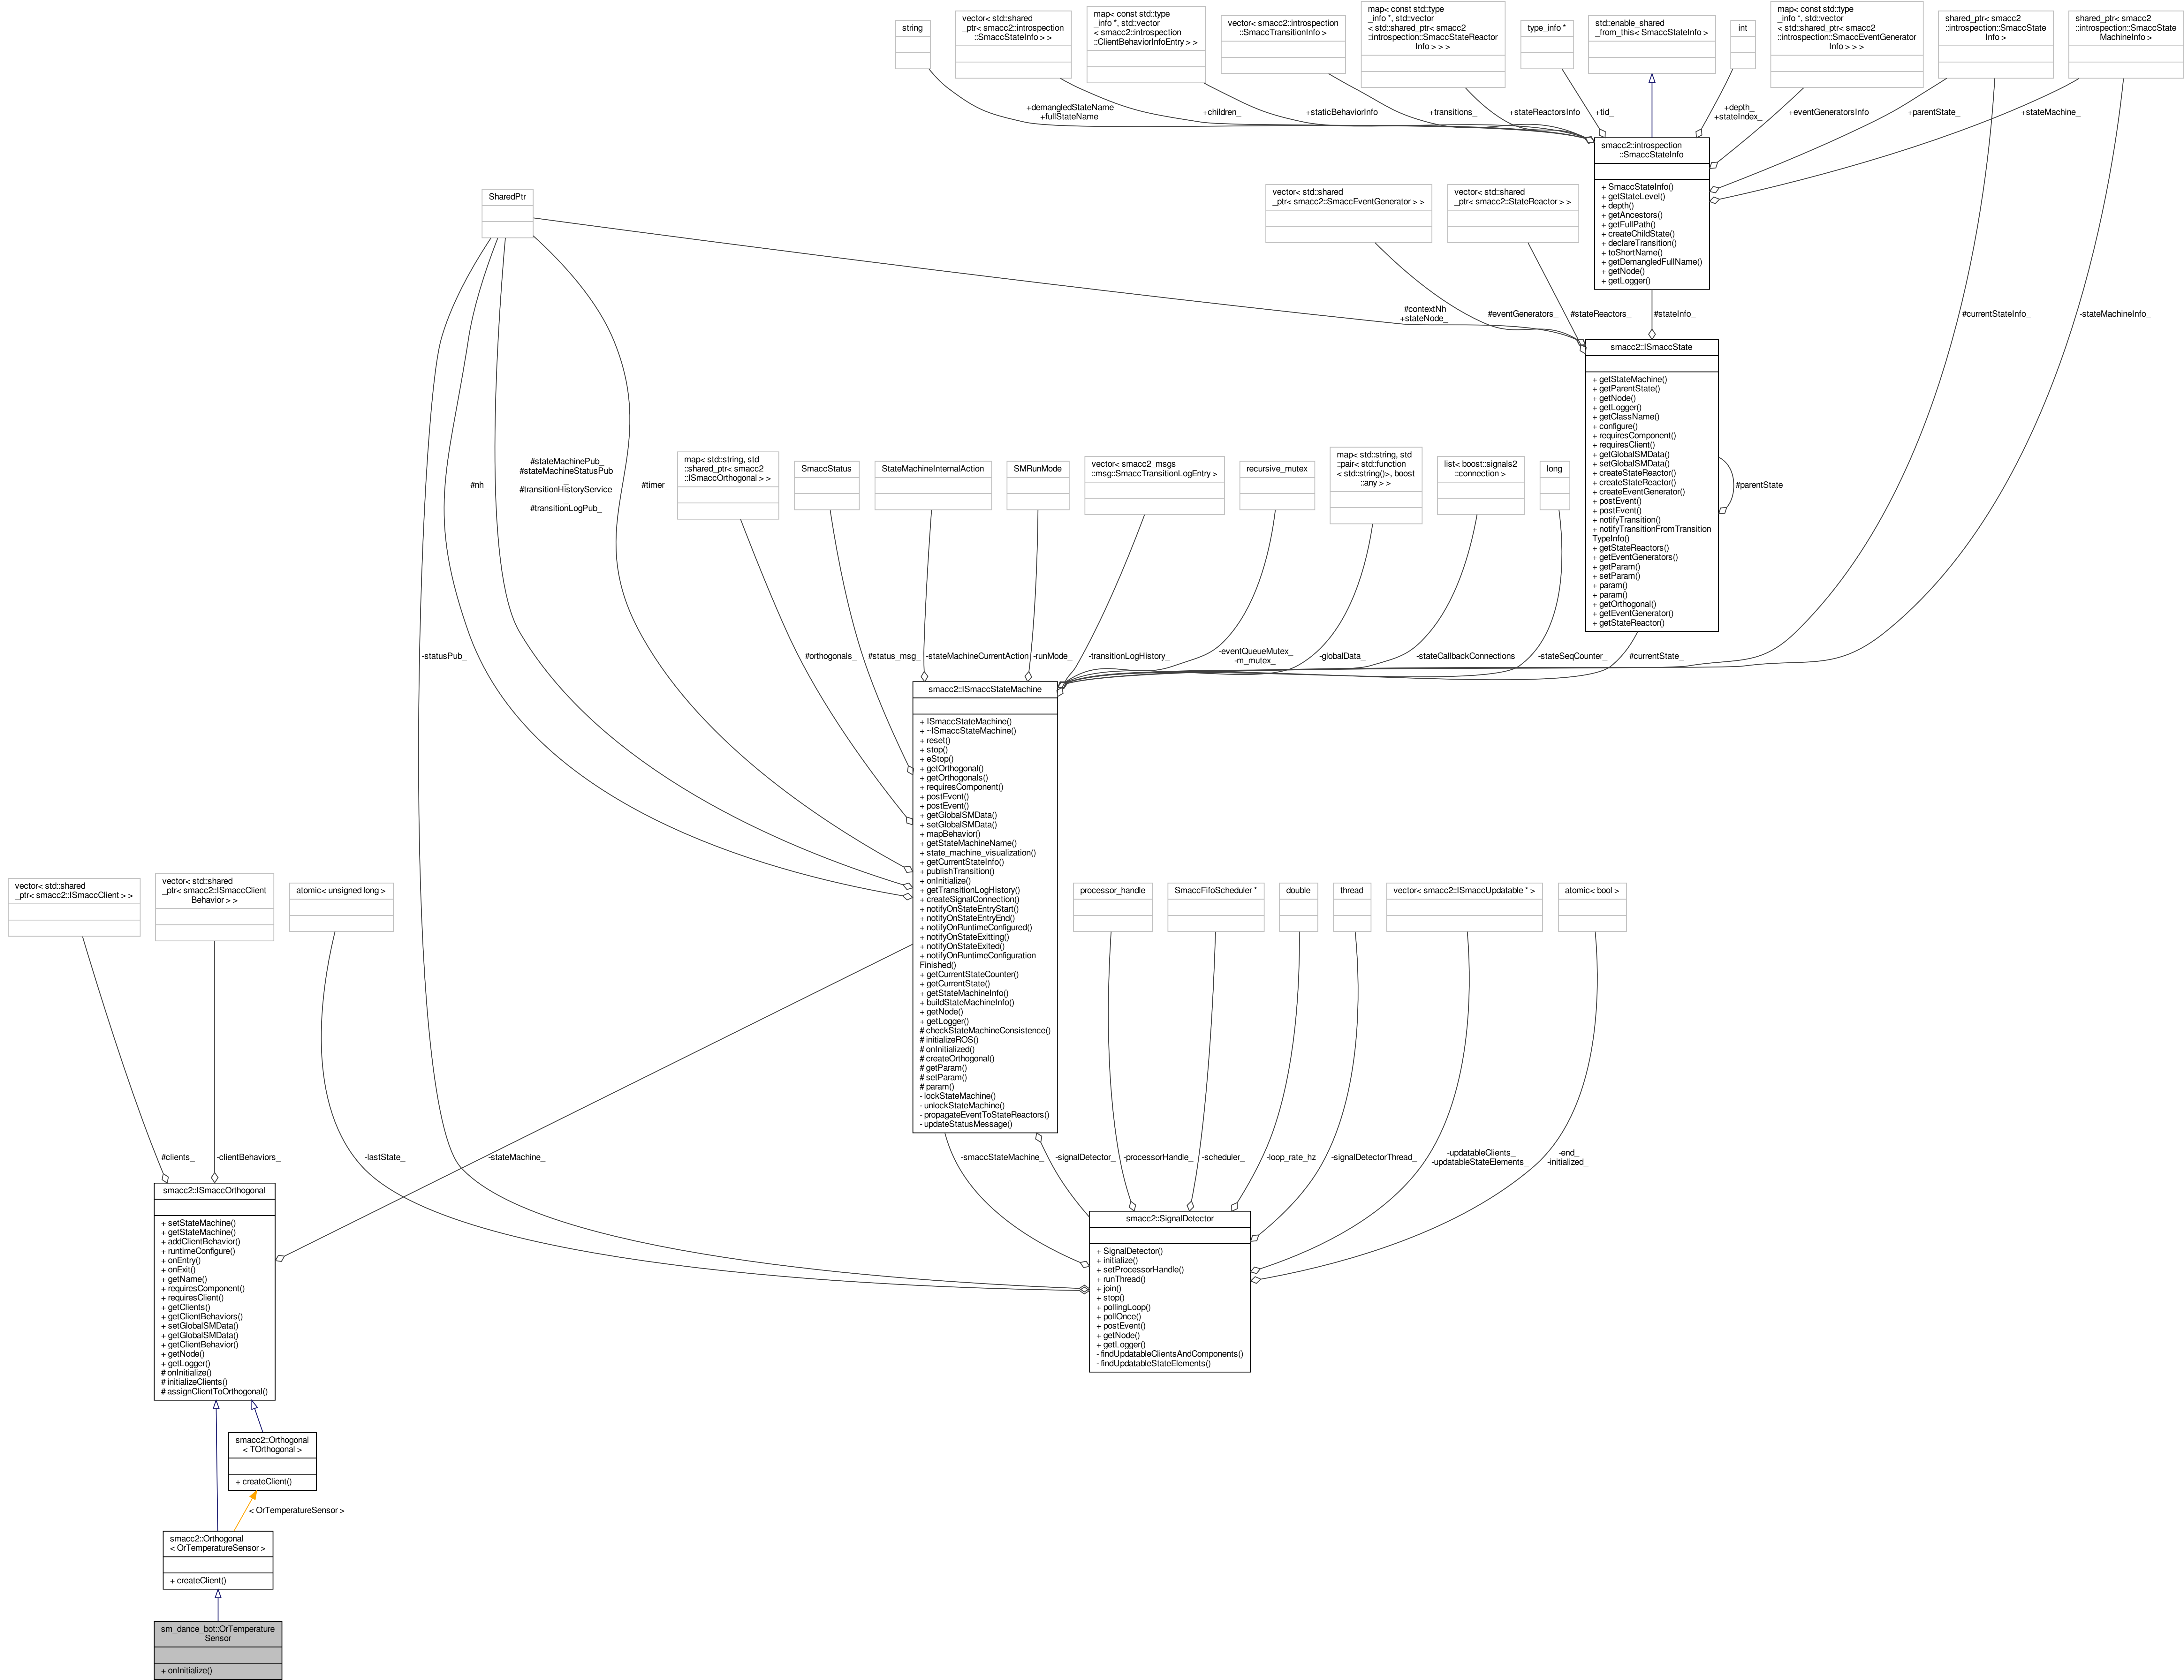 string
vector< std::shared
_ptr< smacc2::introspection
::SmaccStateInfo > >
map< const std::type
_info *, std::vector
< smacc2::introspection
::ClientBehaviorInfoEntry > >
vector< smacc2::introspection
::SmaccTransitionInfo >
map< const std::type
_info *, std::vector
< std::shared_ptr< smacc2
::introspection::SmaccStateReactor
Info > > >
type_info *
std::enable_shared
_from_this< SmaccStateInfo >
int
map< const std::type
_info *, std::vector
< std::shared_ptr< smacc2
::introspection::SmaccEventGenerator
Info > > >
shared_ptr< smacc2
::introspection::SmaccState
Info >
shared_ptr< smacc2
::introspection::SmaccState
MachineInfo >
+demangledStateName
+fullStateName
+children_
+staticBehaviorInfo
+transitions_
+stateReactorsInfo
+tid_
+depth_
+stateIndex_
+eventGeneratorsInfo
+parentState_
+stateMachine_
smacc2::introspection
::SmaccStateInfo
+ SmaccStateInfo()
+ getStateLevel()
+ depth()
+ getAncestors()
+ getFullPath()
+ createChildState()
+ declareTransition()
+ toShortName()
+ getDemangledFullName()
+ getNode()
+ getLogger()
SharedPtr
vector< std::shared
_ptr< smacc2::SmaccEventGenerator > >
vector< std::shared
_ptr< smacc2::StateReactor > >
#contextNh
+stateNode_
#eventGenerators_
#stateReactors_
#stateInfo_
#currentStateInfo_
-stateMachineInfo_
smacc2::ISmaccState
+ getStateMachine()
+ getParentState()
+ getNode()
+ getLogger()
+ getClassName()
+ configure()
+ requiresComponent()
+ requiresClient()
+ getGlobalSMData()
+ setGlobalSMData()
+ createStateReactor()
+ createStateReactor()
+ createEventGenerator()
+ postEvent()
+ postEvent()
+ notifyTransition()
+ notifyTransitionFromTransition
TypeInfo()
+ getStateReactors()
+ getEventGenerators()
+ getParam()
+ setParam()
+ param()
+ param()
+ getOrthogonal()
+ getEventGenerator()
+ getStateReactor()
#parentState_
#nh_
#stateMachinePub_
#stateMachineStatusPub
_
#transitionHistoryService
_
#transitionLogPub_
#timer_
map< std::string, std
::shared_ptr< smacc2
::ISmaccOrthogonal > >
SmaccStatus
StateMachineInternalAction
SMRunMode
vector< smacc2_msgs
::msg::SmaccTransitionLogEntry >
recursive_mutex
map< std::string, std
::pair< std::function
< std::string()>, boost
::any > >
list< boost::signals2
::connection >
long
-statusPub_
#orthogonals_
#status_msg_
-stateMachineCurrentAction
-runMode_
-transitionLogHistory_
-eventQueueMutex_
-m_mutex_
-globalData_
-stateCallbackConnections
-stateSeqCounter_
#currentState_
smacc2::ISmaccStateMachine
+ ISmaccStateMachine()
+ ~ISmaccStateMachine()
+ reset()
+ stop()
+ eStop()
+ getOrthogonal()
+ getOrthogonals()
+ requiresComponent()
+ postEvent()
+ postEvent()
+ getGlobalSMData()
+ setGlobalSMData()
+ mapBehavior()
+ getStateMachineName()
+ state_machine_visualization()
+ getCurrentStateInfo()
+ publishTransition()
+ onInitialize()
+ getTransitionLogHistory()
+ createSignalConnection()
+ notifyOnStateEntryStart()
+ notifyOnStateEntryEnd()
+ notifyOnRuntimeConfigured()
+ notifyOnStateExitting()
+ notifyOnStateExited()
+ notifyOnRuntimeConfiguration
Finished()
+ getCurrentStateCounter()
+ getCurrentState()
+ getStateMachineInfo()
+ buildStateMachineInfo()
+ getNode()
+ getLogger()
# checkStateMachineConsistence()
# initializeROS()
# onInitialized()
# createOrthogonal()
# getParam()
# setParam()
# param()
- lockStateMachine()
- unlockStateMachine()
- propagateEventToStateReactors()
- updateStatusMessage()
vector< std::shared
_ptr< smacc2::ISmaccClient > >
vector< std::shared
_ptr< smacc2::ISmaccClient
Behavior > >
atomic< unsigned long >
processor_handle
SmaccFifoScheduler *
double
thread
vector< smacc2::ISmaccUpdatable * >
atomic< bool >
#clients_
-clientBehaviors_
-lastState_
-stateMachine_
-smaccStateMachine_
-signalDetector_
-processorHandle_
-scheduler_
-loop_rate_hz
-signalDetectorThread_
-updatableClients_
-updatableStateElements_
-end_
-initialized_
smacc2::ISmaccOrthogonal
+ setStateMachine()
+ getStateMachine()
+ addClientBehavior()
+ runtimeConfigure()
+ onEntry()
+ onExit()
+ getName()
+ requiresComponent()
+ requiresClient()
+ getClients()
+ getClientBehaviors()
+ setGlobalSMData()
+ getGlobalSMData()
+ getClientBehavior()
+ getNode()
+ getLogger()
# onInitialize()
# initializeClients()
# assignClientToOrthogonal()
smacc2::SignalDetector
+ SignalDetector()
+ initialize()
+ setProcessorHandle()
+ runThread()
+ join()
+ stop()
+ pollingLoop()
+ pollOnce()
+ postEvent()
+ getNode()
+ getLogger()
- findUpdatableClientsAndComponents()
- findUpdatableStateElements()
smacc2::Orthogonal
< TOrthogonal >
+ createClient()
< OrTemperatureSensor >
smacc2::Orthogonal
< OrTemperatureSensor >
+ createClient()
sm_dance_bot::OrTemperature
Sensor
+ onInitialize()